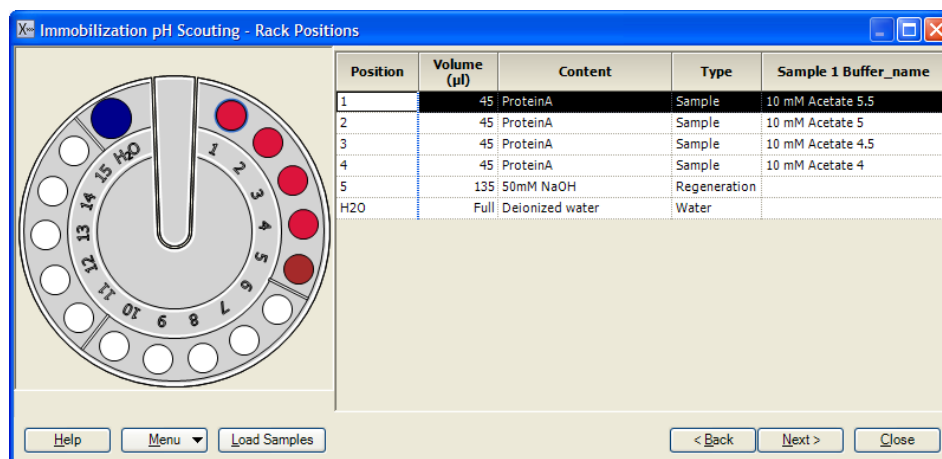 Immobilization pH Scouting - Rack Positions
H2O
1
2
3
4
5
6
7
8
9
10
11
12
13
14
15
Position Volume (µl) Content Type Sample 1 Buffer_name
1 45 ProteinA Sample 10 mM Acetate 5.5
2 45 ProteinA Sample 10 mM Acetate 5
3 45 ProteinA Sample 10 mM Acetate 4.5
4 45 ProteinA Sample 10 mM Acetate 4
5 135 50mM NaOH Regeneration
H2O Full Deionized water Water
Help Menu Load Samples < Back Next > Close